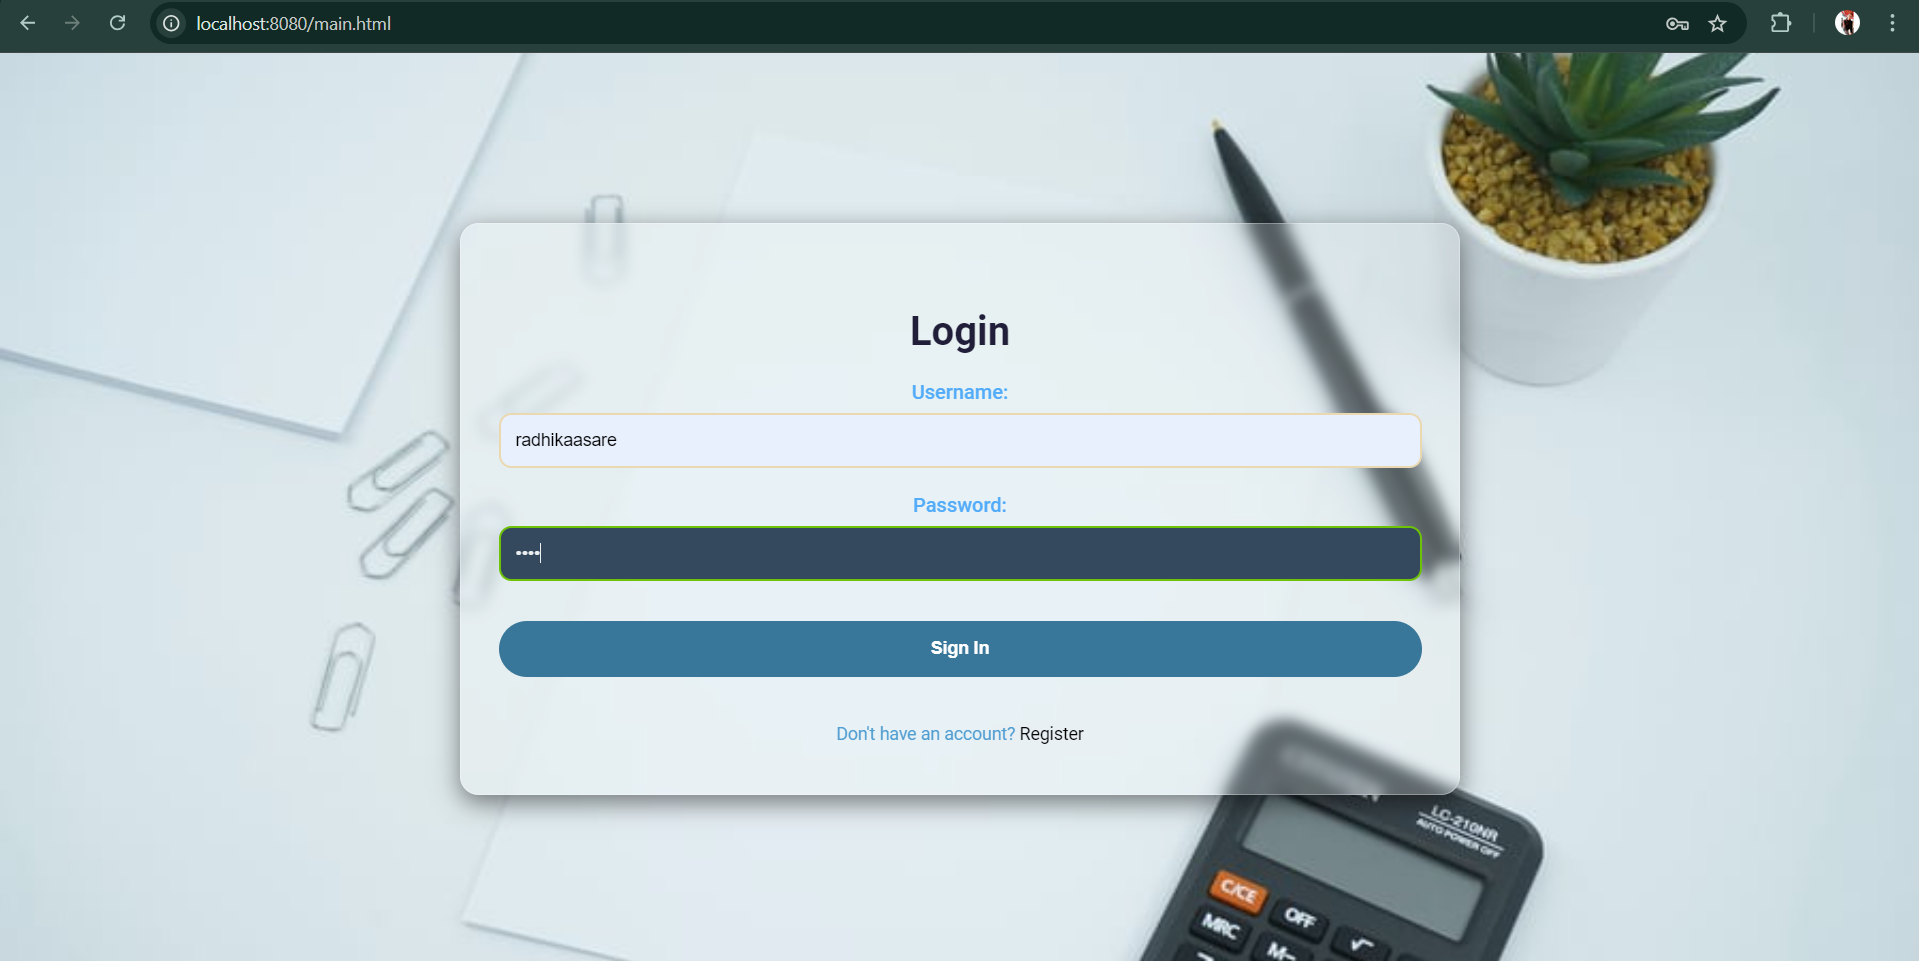 localhost:8080/main.html
Login
Username:
radhikaasare
Password:
••••
Sign In
Don't have an account? Register
LC-210NR
AUTO POWER OFF
C/CE
OFF
√
MRC
M−